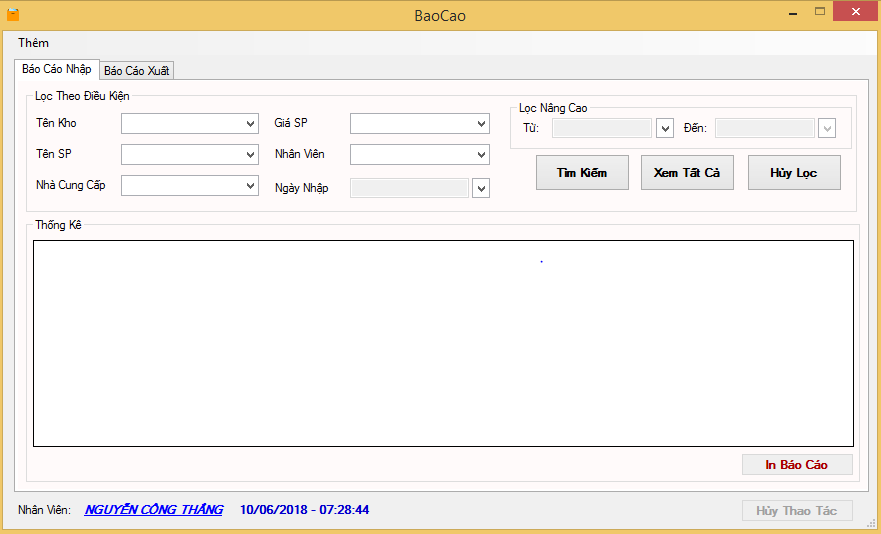 BaoCao
Thêm
Báo Cáo Nhập Báo Cáo Xuất
Lọc Theo Điều Kiện
Tên Kho
Giá SP
Tên SP
Nhân Viên
Nhà Cung Cấp
Ngày Nhập
Lọc Nâng Cao
Từ:
Đến:
Tìm Kiếm
Xem Tất Cả
Hủy Lọc
Thống Kê
In Báo Cáo
Nhân Viên: NGUYỄN CÔNG THẮNG 10/06/2018 - 07:28:44
Hủy Thao Tác